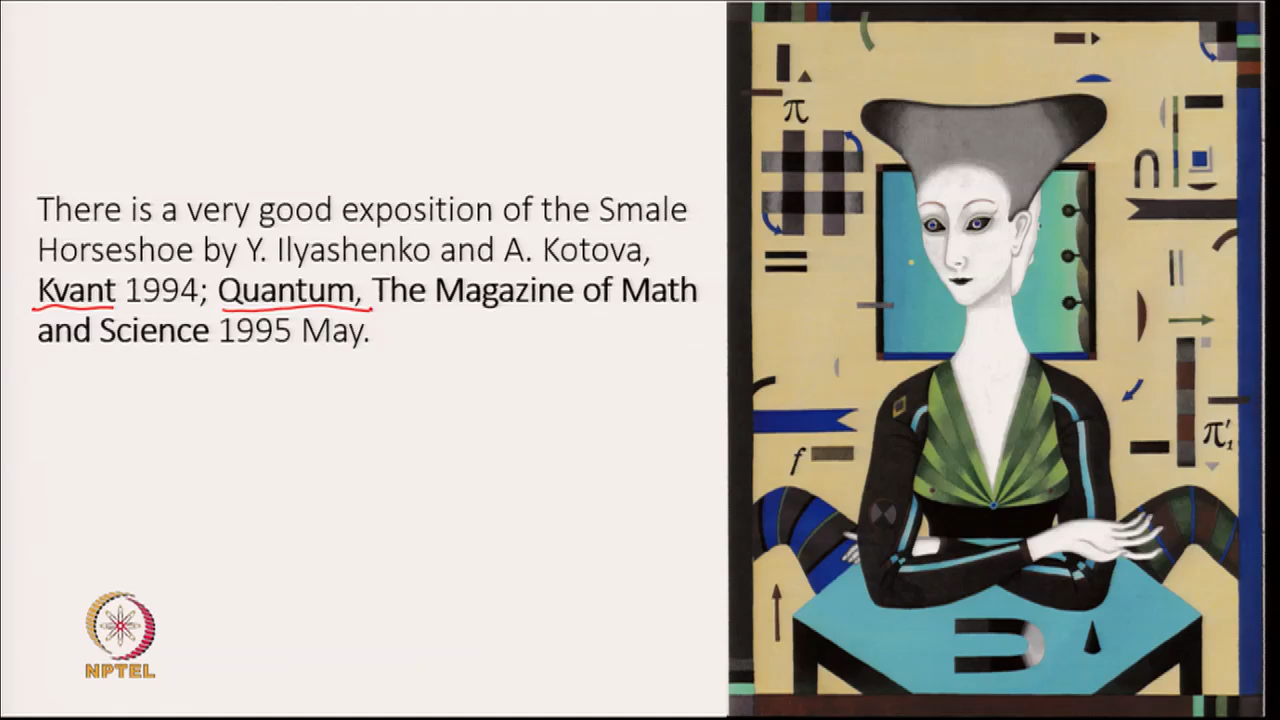 There is a very good exposition of the Smale
Horseshoe by Y. Ilyashenko and A. Kotova,
Kvant 1994; Quantum, The Magazine of Math
and Science 1995 May.
NPTEL
π
f
π′₁